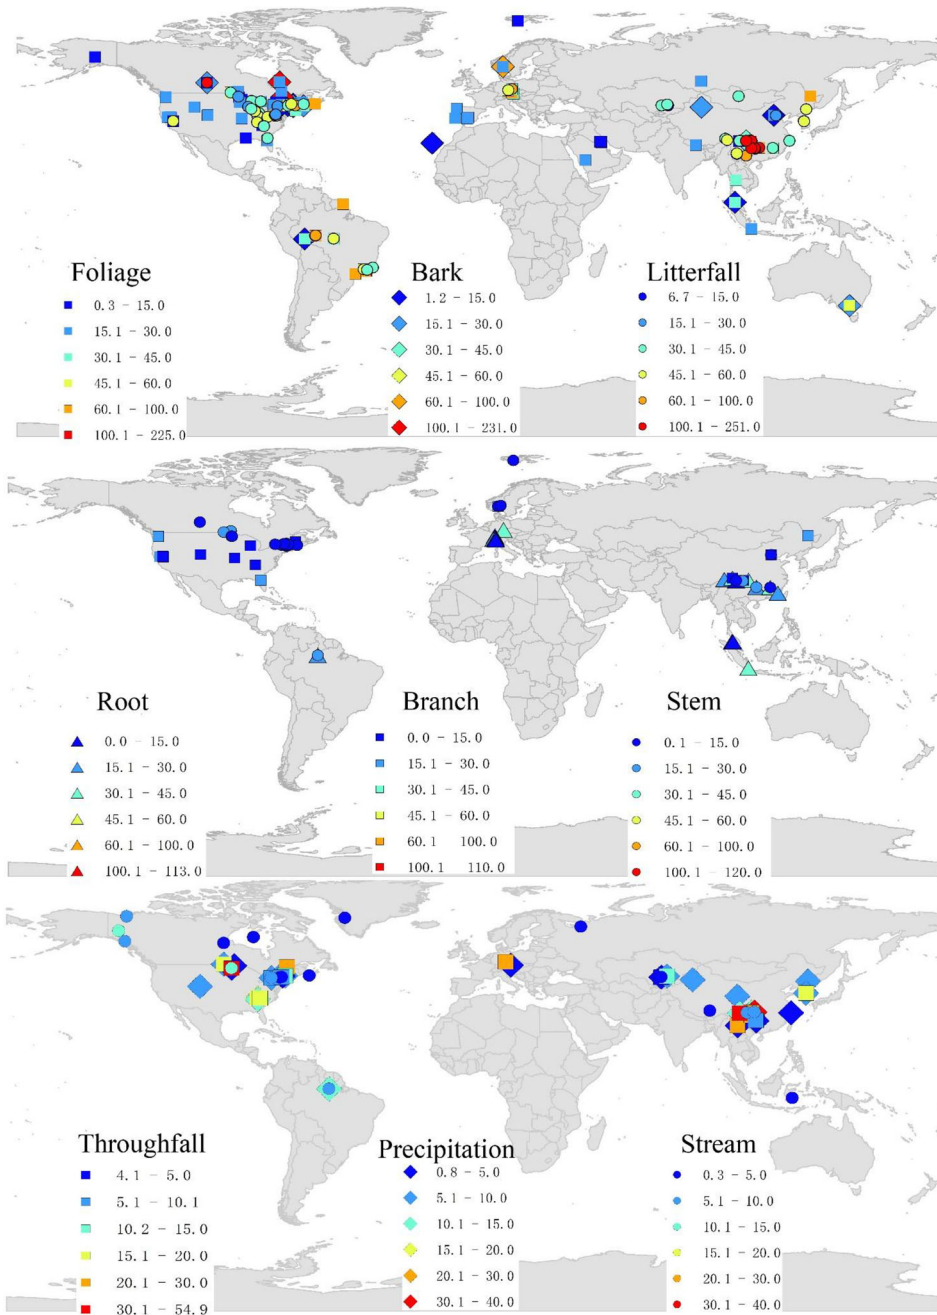 Foliage
0.3 – 15.0
15.1 – 30.0
30.1 – 45.0
45.1 – 60.0
60.1 – 100.0
100.1 – 225.0
Bark
1.2 – 15.0
15.1 – 30.0
30.1 – 45.0
45.1 – 60.0
60.1 – 100.0
100.1 – 231.0
Litterfall
6.7 – 15.0
15.1 – 30.0
30.1 – 45.0
45.1 – 60.0
60.1 – 100.0
100.1 – 251.0
Root
0.0 – 15.0
15.1 – 30.0
30.1 – 45.0
45.1 – 60.0
60.1 – 100.0
100.1 – 113.0
Branch
0.0 – 15.0
15.1 – 30.0
30.1 – 45.0
45.1 – 60.0
60.1 100.0
100.1 110.0
Stem
0.1 – 15.0
15.1 – 30.0
30.1 – 45.0
45.1 – 60.0
60.1 – 100.0
100.1 – 120.0
Throughfall
4.1 – 5.0
5.1 – 10.1
10.2 – 15.0
15.1 – 20.0
20.1 – 30.0
30.1 – 54.9
Precipitation
0.8 – 5.0
5.1 – 10.0
10.1 – 15.0
15.1 – 20.0
20.1 – 30.0
30.1 – 40.0
Stream
0.3 – 5.0
5.1 – 10.0
10.1 – 15.0
15.1 – 20.0
20.1 – 30.0
30.1 – 40.0